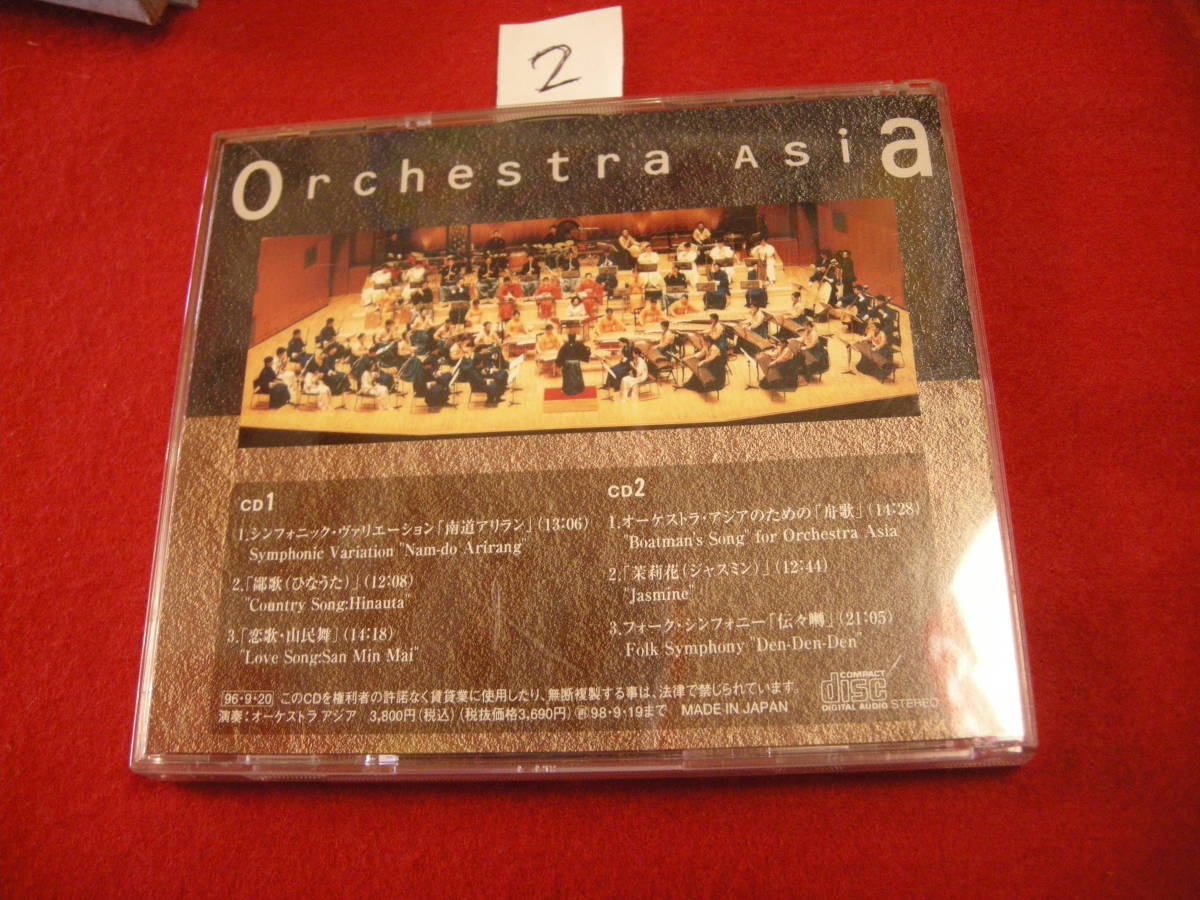 2
Orchestra Asia
CD1
1.シンフォニック・ヴァリエーション「南道アリラン」(13:06)
Symphonic Variation "Nam-do Arirang"
2.「鄙歌(ひなうた)」(12:08)
"Country Song:Hinauta"
3.「恋歌・山民舞」(14:18)
"Love Song:San Min Mai"
CD2
1.オーケストラ・アジアのための「舟歌」(14:28)
"Boatman's Song" for Orchestra Asia
2.「茉莉花(ジャスミン)」(12:44)
"Jasmine"
3.フォーク・シンフォニー「伝々囃」(21:05)
Folk Symphony "Den-Den-Den"
96・9・20 このCDを権利者の許諾なく賃貸業に使用したり、無断複製する事は、法律で禁じられています。
演奏:オーケストラ アジア 3,800円(税込)(税抜価格3,690円)㊢98・9・19まで MADE IN JAPAN
COMPACT
disc
DIGITAL AUDIO STEREO